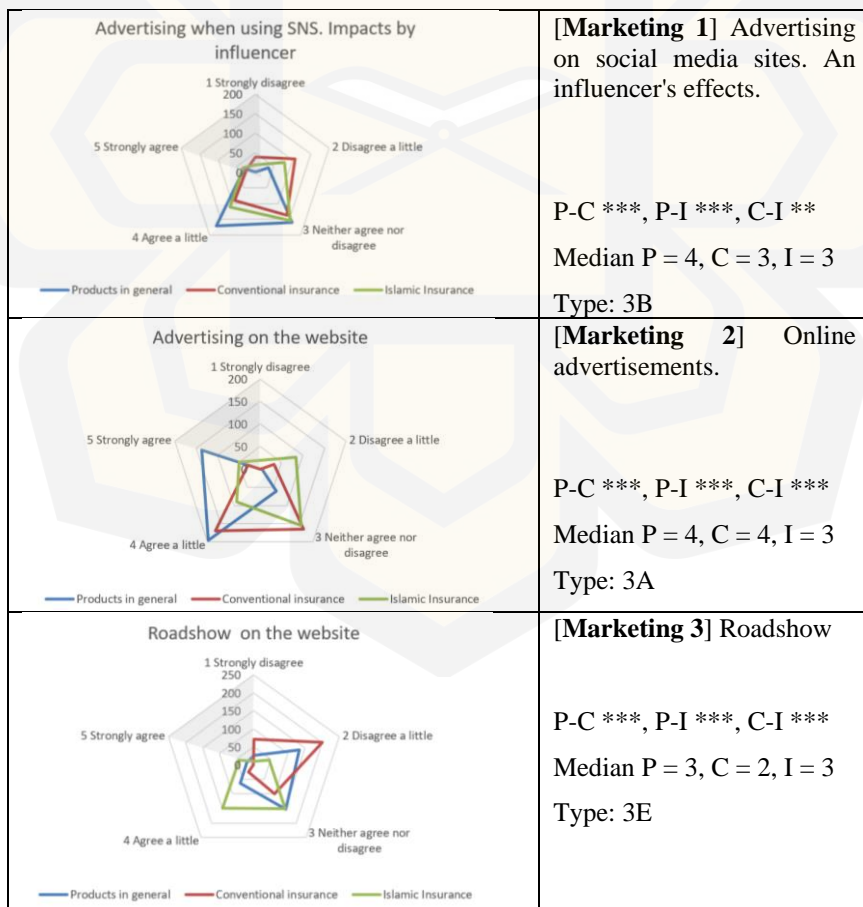 Advertising when using SNS. Impacts by
influencer
1 Strongly disagree
200
150
100
50
0
5 Strongly agree
2 Disagree a little
4 Agree a little
3 Neither agree nor
disagree
Products in general
Conventional insurance
Islamic Insurance
[Marketing 1] Advertising
on social media sites. An
influencer's effects.
P-C ***, P-I ***, C-I **
Median P = 4, C = 3, I = 3
Type: 3B
Advertising on the website
1 Strongly disagree
200
150
100
50
5 Strongly agree
2 Disagree a little
4 Agree a little
3 Neither agree nor
disagree
Products in general
Conventional insurance
Islamic Insurance
[Marketing 2] Online
advertisements.
P-C ***, P-I ***, C-I ***
Median P = 4, C = 4, I = 3
Type: 3A
Roadshow on the website
1 Strongly disagree
250
200
150
100
50
0
5 Strongly agree
2 Disagree a little
4 Agree a little
3 Neither agree nor
disagree
Products in general
Conventional insurance
Islamic Insurance
[Marketing 3] Roadshow
P-C ***, P-I ***, C-I ***
Median P = 3, C = 2, I = 3
Type: 3E